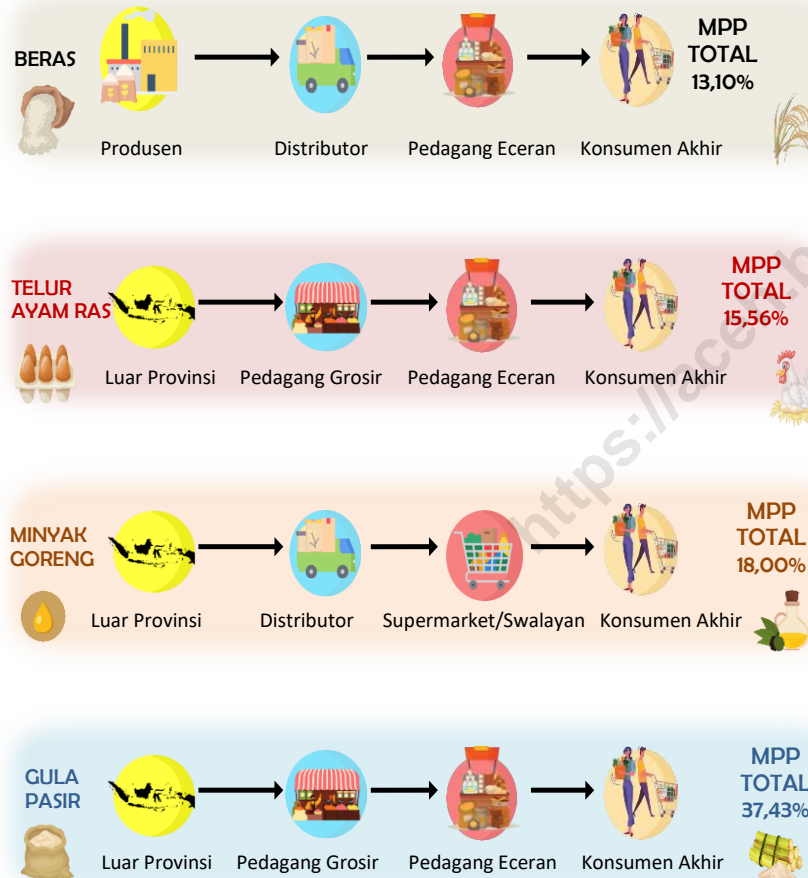 BERAS
MPP
TOTAL
13,10%
Produsen
Distributor
Pedagang Eceran
Konsumen Akhir
TELUR
AYAM RAS
MPP
TOTAL
15,56%
Luar Provinsi
Pedagang Grosir
Pedagang Eceran
Konsumen Akhir
MINYAK
GORENG
MPP
TOTAL
18,00%
Luar Provinsi
Distributor
Supermarket/Swalayan
Konsumen Akhir
GULA
PASIR
MPP
TOTAL
37,43%
Luar Provinsi
Pedagang Grosir
Pedagang Eceran
Konsumen Akhir
https://aceh.b